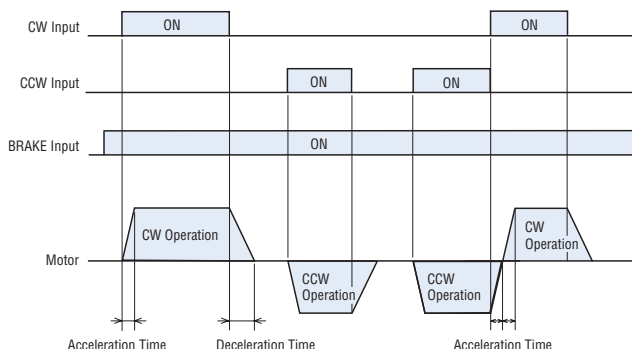 CW Input
ON
ON
CCW Input
ON
ON
BRAKE Input
ON
Motor
CW Operation
CCW
Operation
CCW
Operation
CW
Operation
Acceleration Time
Deceleration Time
Acceleration Time